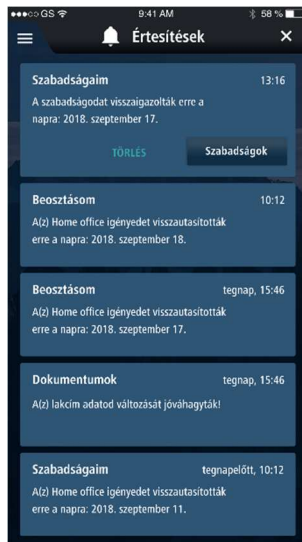 GS 9:41 AM 58 %
Értesítések
Szabadságaim 13:16
A szabadságodat visszaigazolták erre a
napra: 2018. szeptember 17.
TÖRLÉS Szabadságok
Beosztásom 10:12
A(z) Home office igényedet visszautasították
erre a napra: 2018. szeptember 18.
Beosztásom tegnap, 15:46
A(z) Home office igényedet visszautasították
erre a napra: 2018. szeptember 17.
Dokumentumok tegnap, 15:46
A(z) lakcím adatod változását jóváhagyták!
Szabadságaim tegnapelőtt, 10:12
A(z) Home office igényedet visszautasították
erre a napra: 2018. szeptember 11.